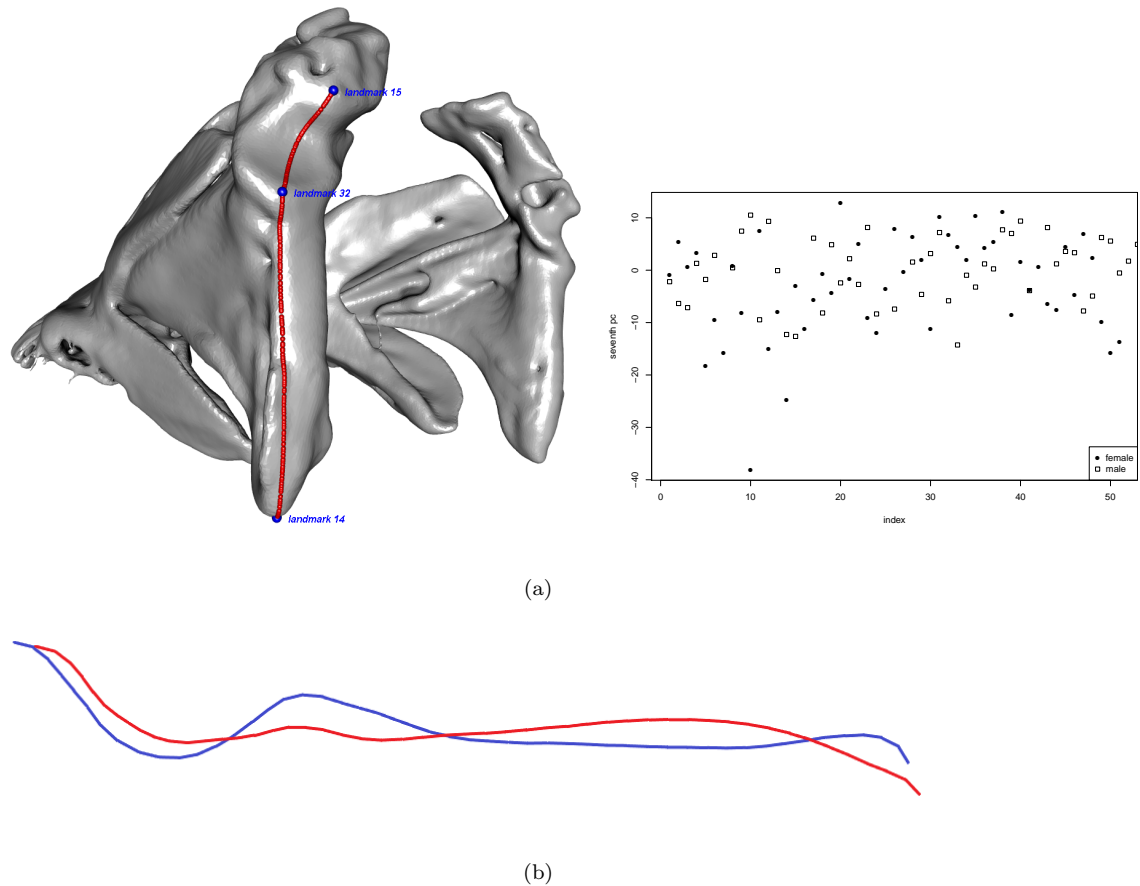 landmark 15
landmark 32
landmark 14
10
0
−10
−20
−30
−40
seventh pc
female
male
0 10 20 30 40 50
index
(a)
(b)